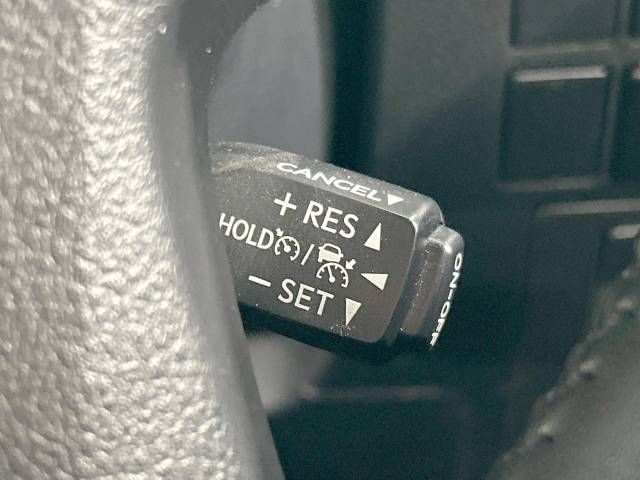 CANCEL▼
+ RES ▲
HOLD / ◀
− SET ▼
ON-OFF